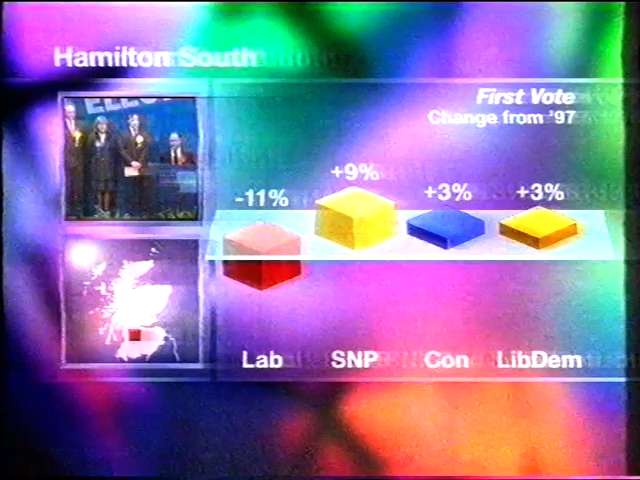 Hamilton South
First Vote
Change from '97
-11%
+9%
+3%
+3%
Lab
SNP
Con
LibDem